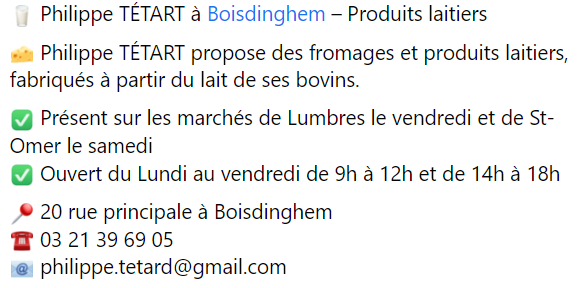 🥛 Philippe TÉTART à Boisdinghem – Produits laitiers
🧀 Philippe TÉTART propose des fromages et produits laitiers,
fabriqués à partir du lait de ses bovins.
✅ Présent sur les marchés de Lumbres le vendredi et de St-
Omer le samedi
✅ Ouvert du Lundi au vendredi de 9h à 12h et de 14h à 18h
📍 20 rue principale à Boisdinghem
☎️ 03 21 39 69 05
📧 philippe.tetard@gmail.com